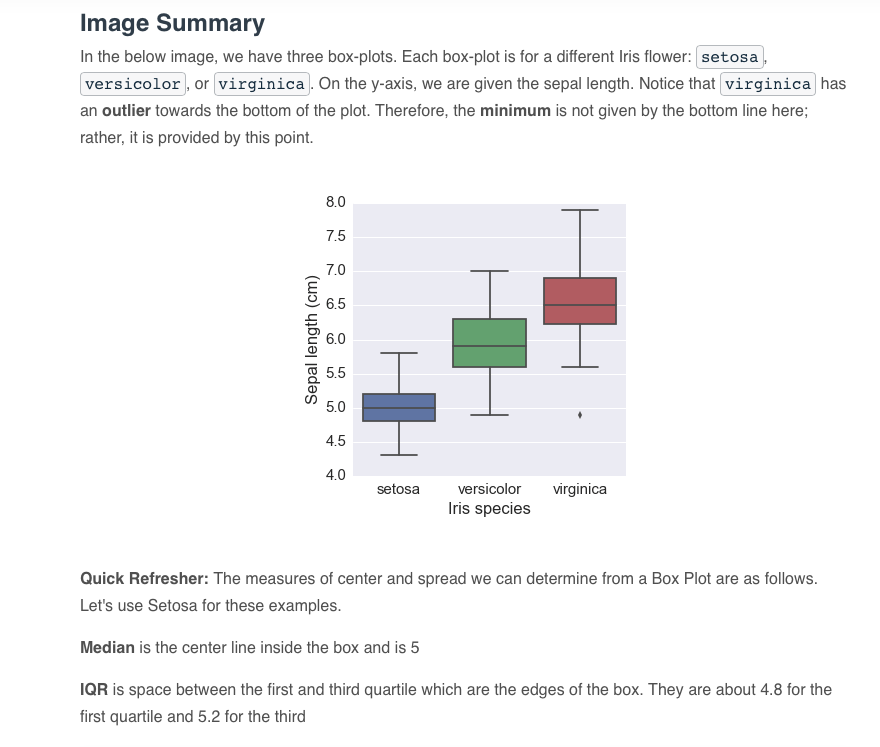 Image Summary
In the below image, we have three box-plots. Each box-plot is for a different Iris flower: setosa,
versicolor, or virginica. On the y-axis, we are given the sepal length. Notice that virginica has
an outlier towards the bottom of the plot. Therefore, the minimum is not given by the bottom line here;
rather, it is provided by this point.
8.0
7.5
7.0
6.5
6.0
5.5
5.0
4.5
4.0
Sepal length (cm)
setosa versicolor virginica
Iris species
Quick Refresher: The measures of center and spread we can determine from a Box Plot are as follows.
Let's use Setosa for these examples.
Median is the center line inside the box and is 5
IQR is space between the first and third quartile which are the edges of the box. They are about 4.8 for the
first quartile and 5.2 for the third